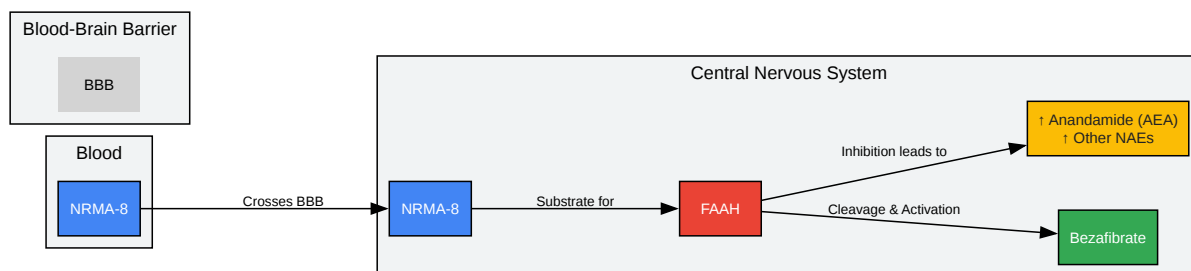 Blood-Brain Barrier
BBB
Central Nervous System
↑ Anandamide (AEA)
↑ Other NAEs
Inhibition leads to
Blood
NRMA-8
Crosses BBB
NRMA-8
Substrate for
FAAH
Cleavage & Activation
Bezafibrate